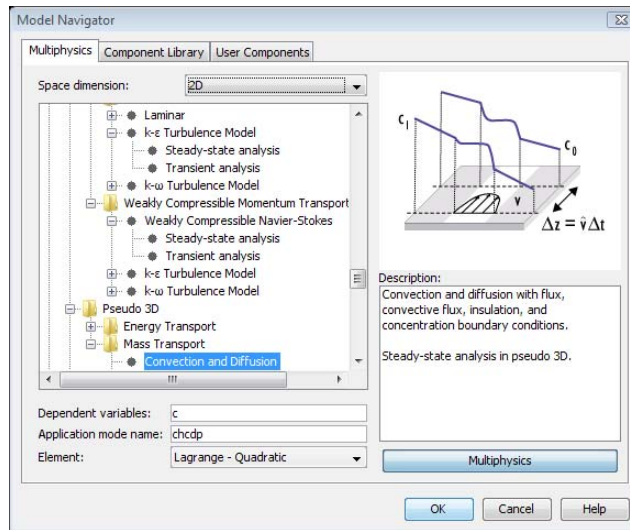 Model Navigator
Multiphysics Component Library User Components
Space dimension: 2D
Laminar
k-ε Turbulence Model
Steady-state analysis
Transient analysis
k-ω Turbulence Model
Weakly Compressible Momentum Transport
Weakly Compressible Navier-Stokes
Steady-state analysis
Transient analysis
k-ε Turbulence Model
k-ω Turbulence Model
Pseudo 3D
Energy Transport
Mass Transport
Convection and Diffusion
Dependent variables: c
Application mode name: chcdp
Element: Lagrange - Quadratic
c_I
c_0
v
Δz = v̂Δt
Description:
Convection and diffusion with flux,
convective flux, insulation, and
concentration boundary conditions.
Steady-state analysis in pseudo 3D.
Multiphysics
OK Cancel Help